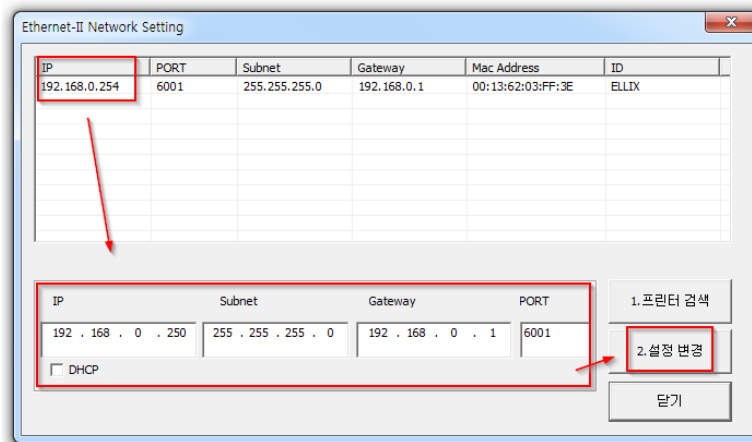 Ethernet-II Network Setting
IP PORT Subnet Gateway Mac Address ID
192.168.0.254 6001 255.255.255.0 192.168.0.1 00:13:62:03:FF:3E ELLIX
IP Subnet Gateway PORT
1.프린터 검색
192 . 168 . 0 . 250 255 . 255 . 255 . 0 192 . 168 . 0 . 1 6001
2.설정 변경
DHCP
닫기